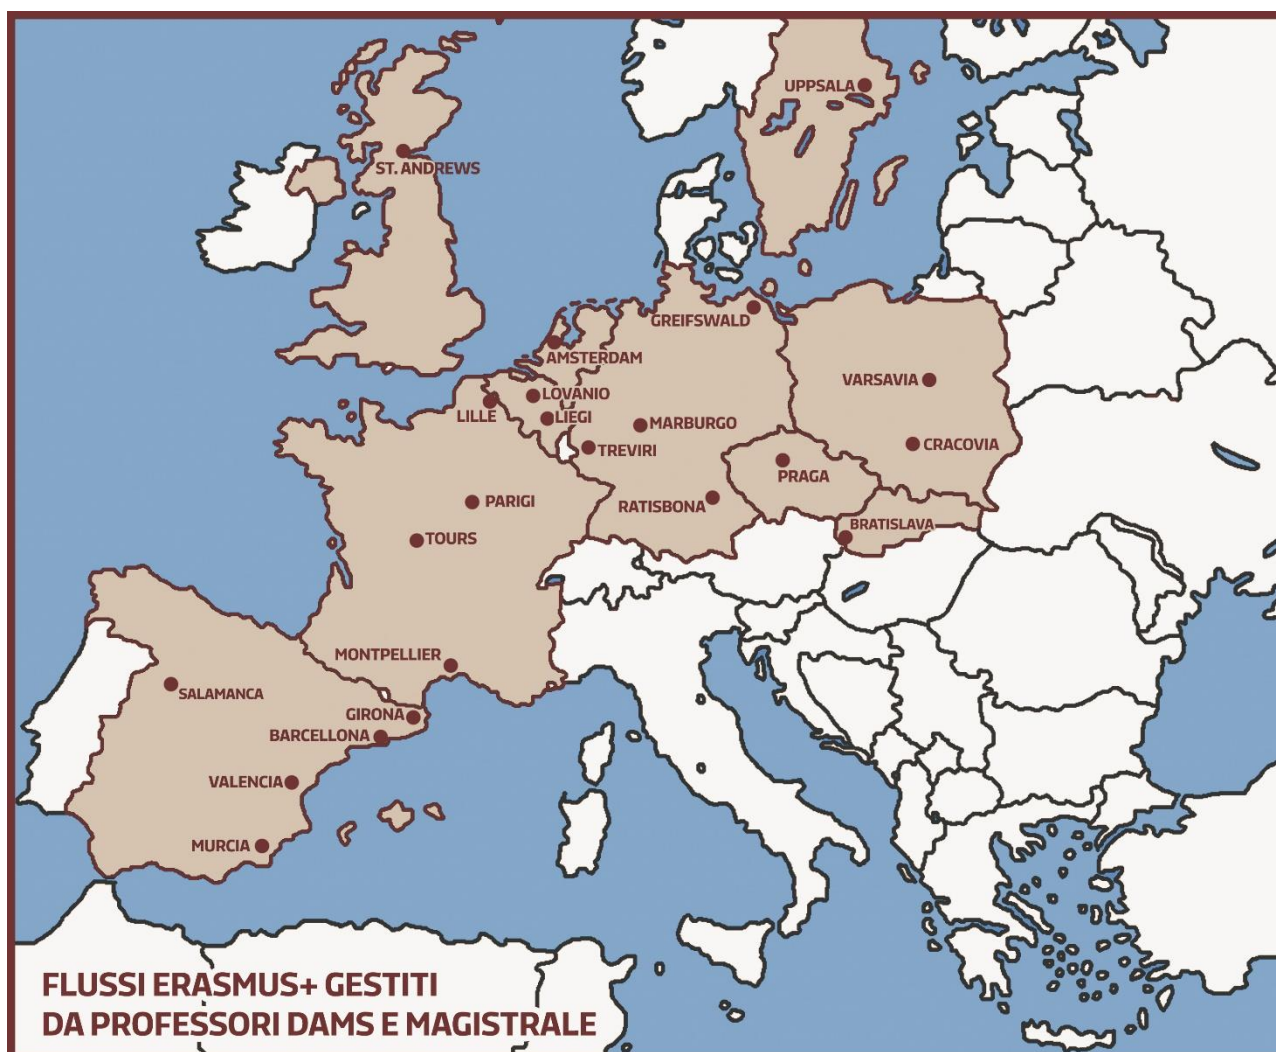 UPPSALA
ST. ANDREWS
GREIFSWALD
AMSTERDAM
VARSAVIA
LOVANIO
LILLE
LIEGI
MARBURGO
CRACOVIA
TREVIRI
PRAGA
PARIGI
RATISBONA
BRATISLAVA
TOURS
MONTPELLIER
SALAMANCA
GIRONA
BARCELLONA
VALENCIA
MURCIA
FLUSSI ERASMUS+ GESTITI
DA PROFESSORI DAMS E MAGISTRALE